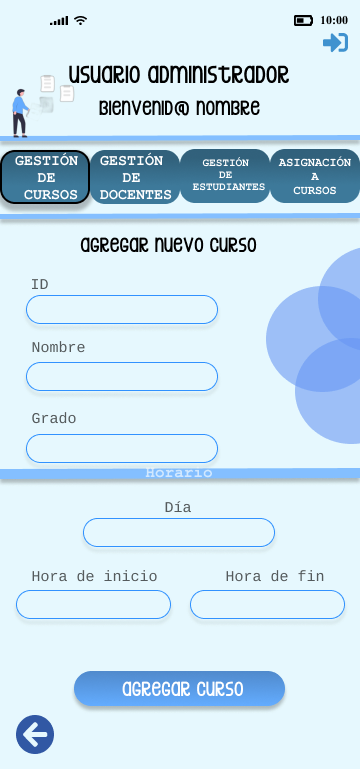 10:00
USUARIO ADMINISTRADOR
BIENVENID@ NOMBRE
GESTIÓN
DE
CURSOS
GESTIÓN
DE
DOCENTES
GESTIÓN
DE
ESTUDIANTES
ASIGNACIÓN
A
CURSOS
AGREGAR NUEVO CURSO
ID
Nombre
Grado
Horario
Día
Hora de inicio
Hora de fin
AGREGAR CURSO